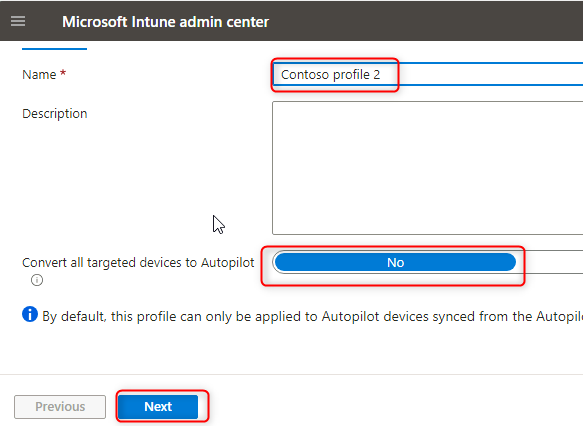 Microsoft Intune admin center
Name * Contoso profile 2
Description
Convert all targeted devices to Autopilot No
By default, this profile can only be applied to Autopilot devices synced from the Autopil
Previous Next